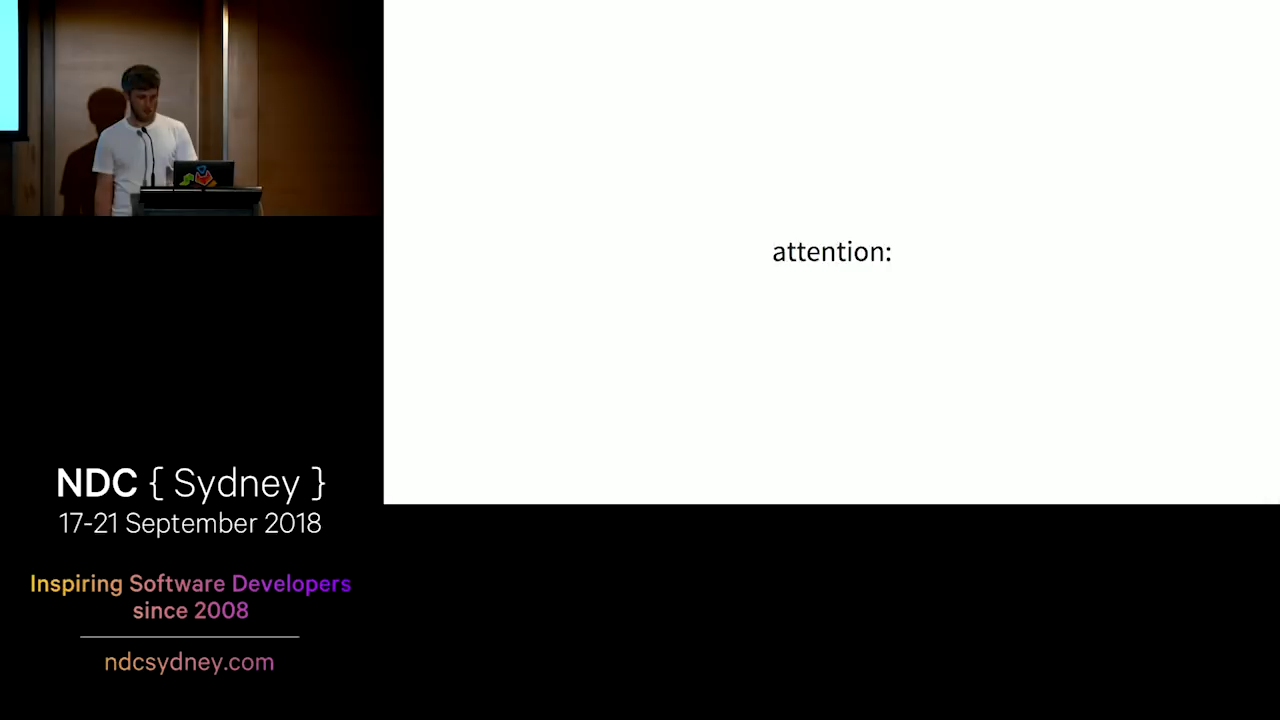 attention:
NDC { Sydney }
17-21 September 2018
Inspiring Software Developers
since 2008
ndcsydney.com